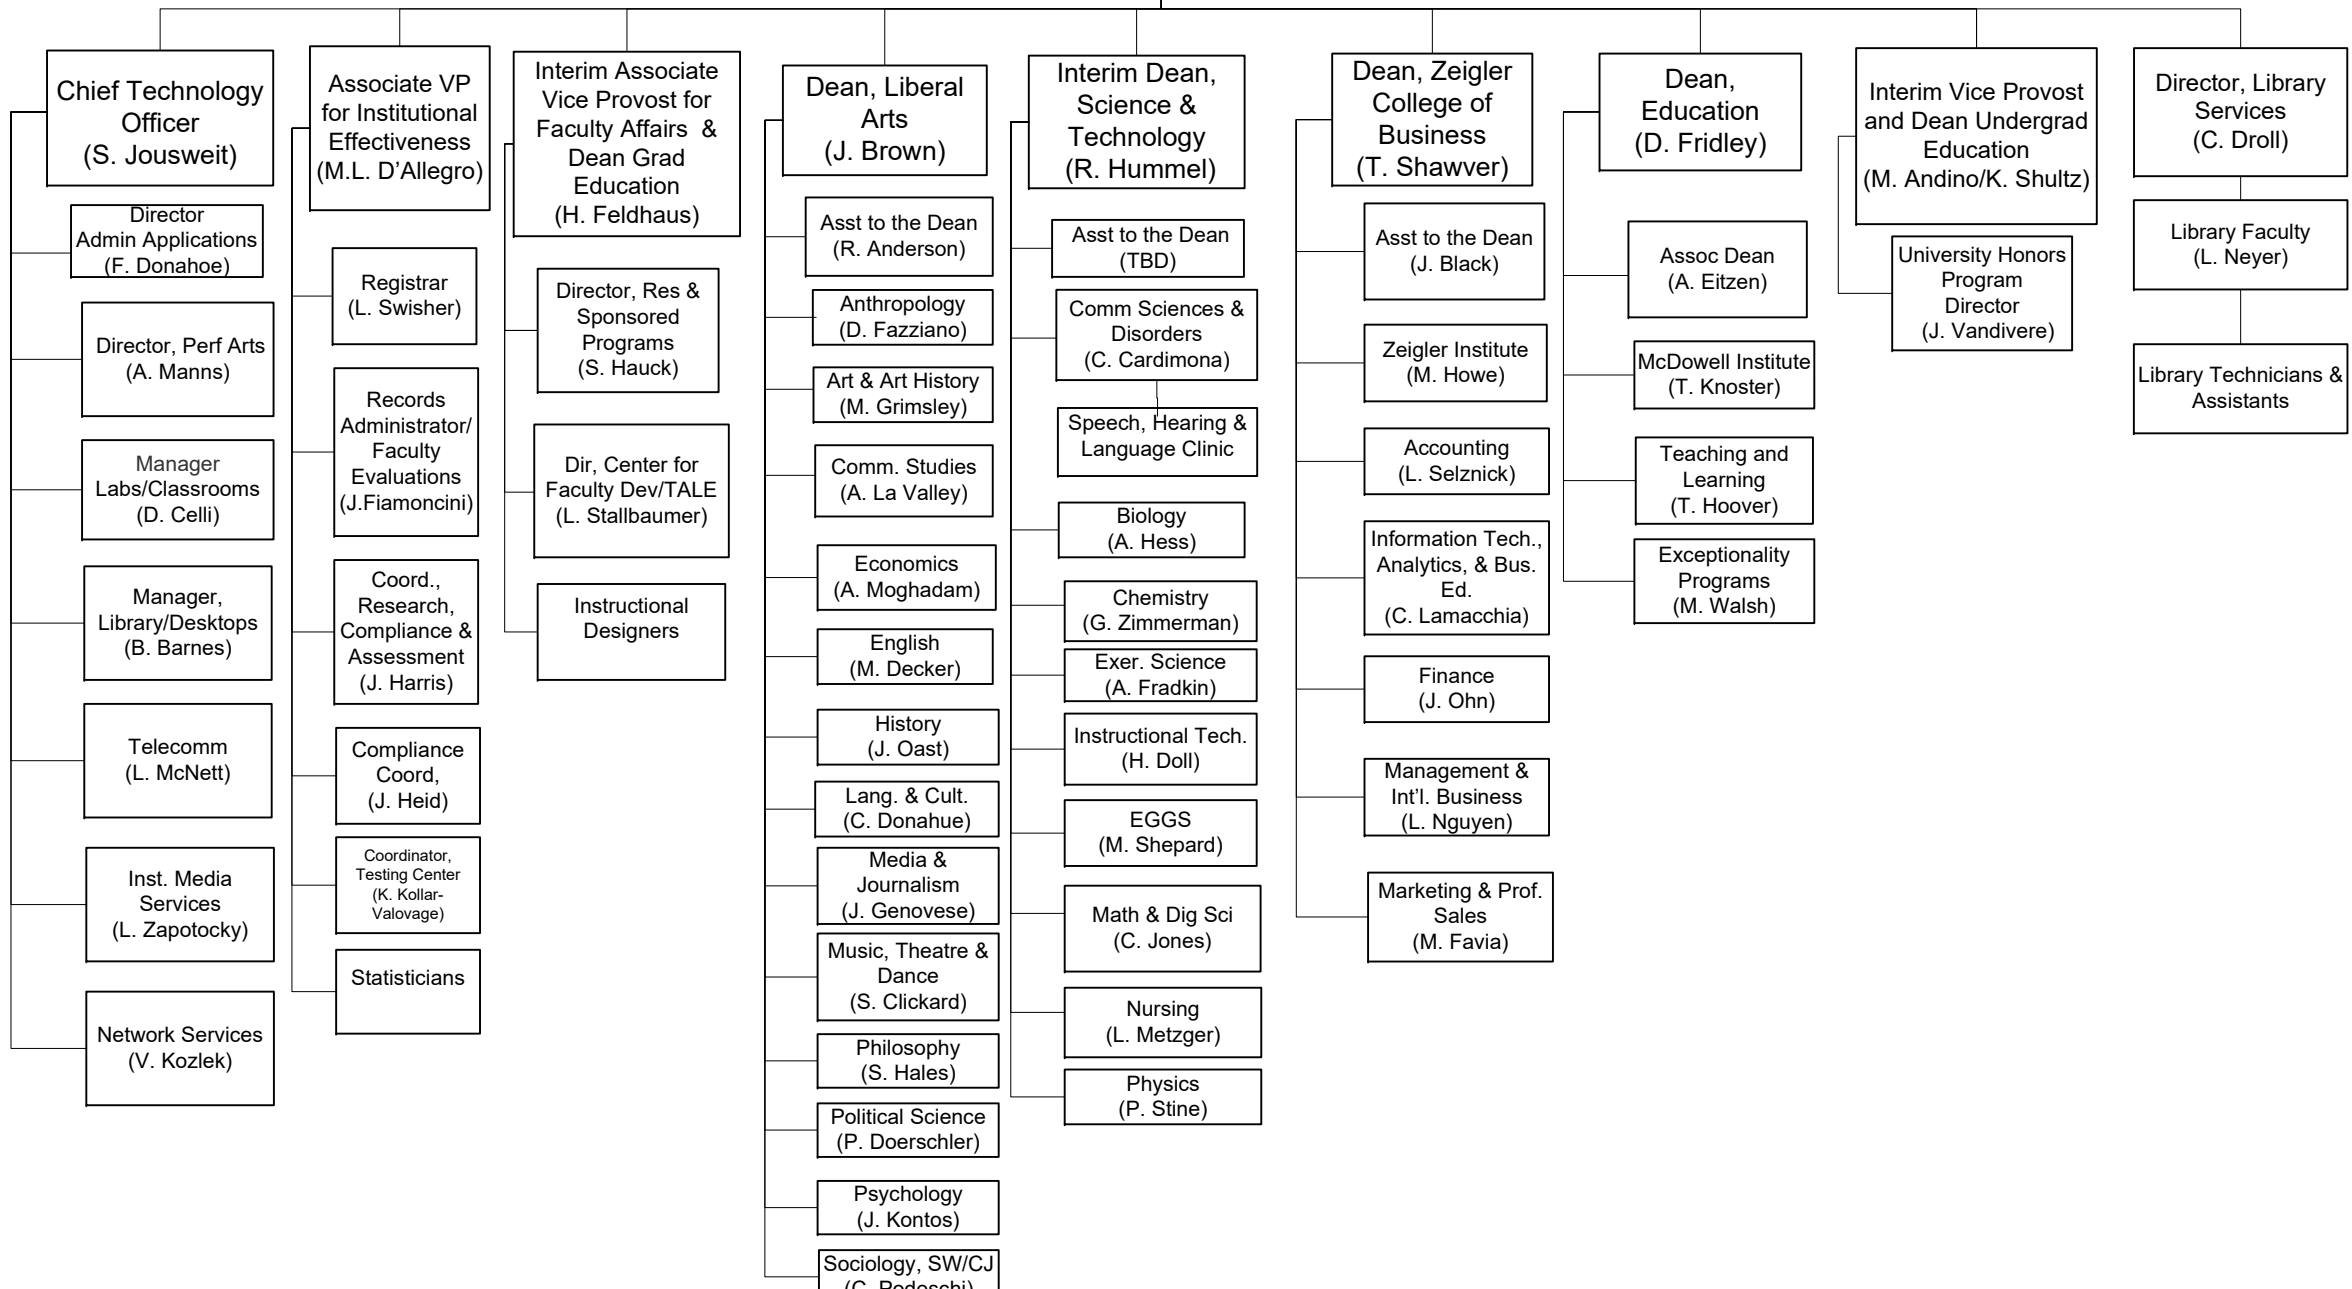 Chief Technology
Officer
(S. Jousweit)
Director
Admin Applications
(F. Donahoe)
Director, Perf Arts
(A. Manns)
Manager
Labs/Classrooms
(D. Celli)
Manager,
Library/Desktops
(B. Barnes)
Telecomm
(L. McNett)
Inst. Media
Services
(L. Zapotocky)
Network Services
(V. Kozlek)
Associate VP
for Institutional
Effectiveness
(M.L. D’Allegro)
Registrar
(L. Swisher)
Records
Administrator/
Faculty
Evaluations
(J.Fiamoncini)
Coord.,
Research,
Compliance &
Assessment
(J. Harris)
Compliance
Coord,
(J. Heid)
Coordinator,
Testing Center
(K. Kollar-
Valovage)
Statisticians
Interim Associate
Vice Provost for
Faculty Affairs &
Dean Grad
Education
(H. Feldhaus)
Director, Res &
Sponsored
Programs
(S. Hauck)
Dir, Center for
Faculty Dev/TALE
(L. Stallbaumer)
Instructional
Designers
Dean, Liberal
Arts
(J. Brown)
Asst to the Dean
(R. Anderson)
Anthropology
(D. Fazziano)
Art & Art History
(M. Grimsley)
Comm. Studies
(A. La Valley)
Economics
(A. Moghadam)
English
(M. Decker)
History
(J. Oast)
Lang. & Cult.
(C. Donahue)
Media &
Journalism
(J. Genovese)
Music, Theatre &
Dance
(S. Clickard)
Philosophy
(S. Hales)
Political Science
(P. Doerschler)
Psychology
(J. Kontos)
Sociology, SW/CJ
Interim Dean,
Science &
Technology
(R. Hummel)
Asst to the Dean
(TBD)
Comm Sciences &
Disorders
(C. Cardimona)
Speech, Hearing &
Language Clinic
Biology
(A. Hess)
Chemistry
(G. Zimmerman)
Exer. Science
(A. Fradkin)
Instructional Tech.
(H. Doll)
EGGS
(M. Shepard)
Math & Dig Sci
(C. Jones)
Nursing
(L. Metzger)
Physics
(P. Stine)
Dean, Zeigler
College of
Business
(T. Shawver)
Asst to the Dean
(J. Black)
Zeigler Institute
(M. Howe)
Accounting
(L. Selznick)
Information Tech.,
Analytics, & Bus.
Ed.
(C. Lamacchia)
Finance
(J. Ohn)
Management &
Int’l. Business
(L. Nguyen)
Marketing & Prof.
Sales
(M. Favia)
Dean,
Education
(D. Fridley)
Assoc Dean
(A. Eitzen)
McDowell Institute
(T. Knoster)
Teaching and
Learning
(T. Hoover)
Exceptionality
Programs
(M. Walsh)
Interim Vice Provost
and Dean Undergrad
Education
(M. Andino/K. Shultz)
University Honors
Program
Director
(J. Vandivere)
Director, Library
Services
(C. Droll)
Library Faculty
(L. Neyer)
Library Technicians &
Assistants